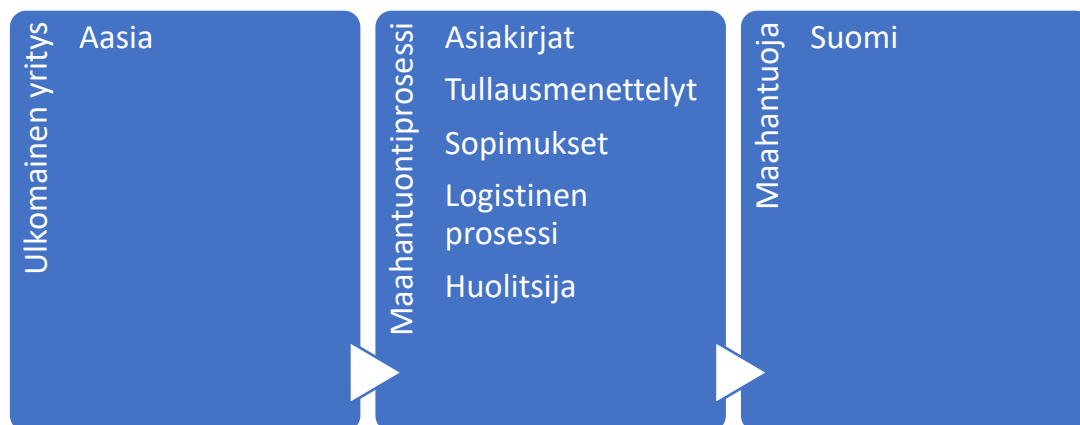 Ulkomainen yritys
Aasia
Maahantuontiprosessi
Asiakirjat
Tullausmenettelyt
Sopimukset
Logistinen
prosessi
Huolitsija
Maahantuoja
Suomi